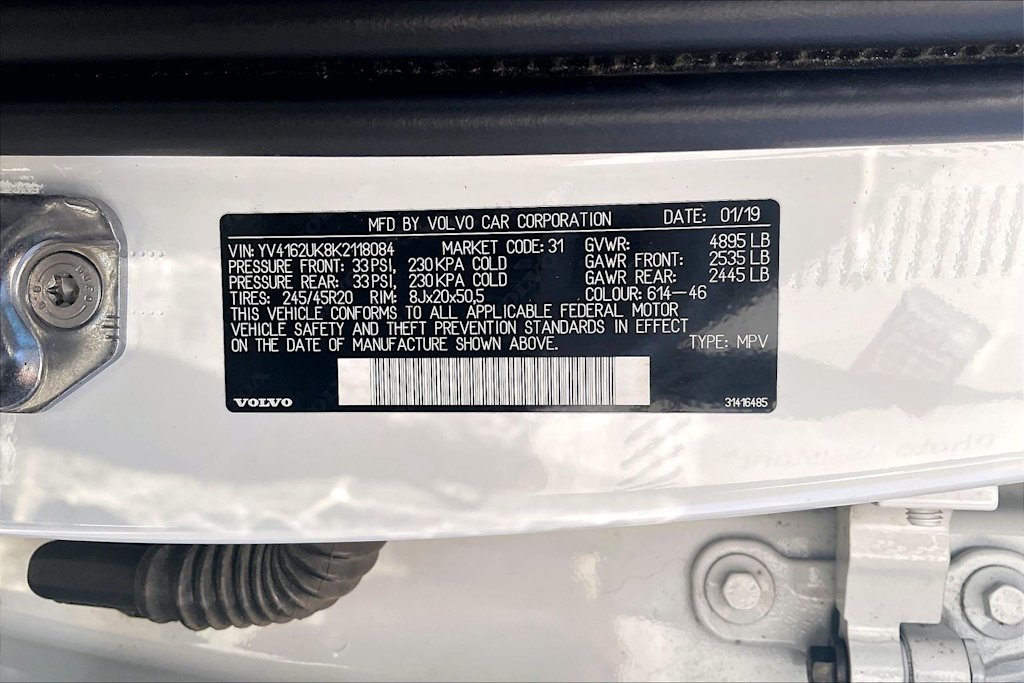 MFD BY VOLVO CAR CORPORATION DATE: 01/19
VIN: YV4162UK8K2118084 MARKET CODE: 31 GVWR: 4895 LB
PRESSURE FRONT: 33 PSI, 230 KPA COLD GAWR FRONT: 2535 LB
PRESSURE REAR: 33 PSI, 230 KPA COLD GAWR REAR: 2445 LB
TIRES: 245/45R20 RIM: 8Jx20x50,5 COLOUR: 614-46
THIS VEHICLE CONFORMS TO ALL APPLICABLE FEDERAL MOTOR
VEHICLE SAFETY AND THEFT PREVENTION STANDARDS IN EFFECT
ON THE DATE OF MANUFACTURE SHOWN ABOVE. TYPE: MPV
VOLVO 31416485